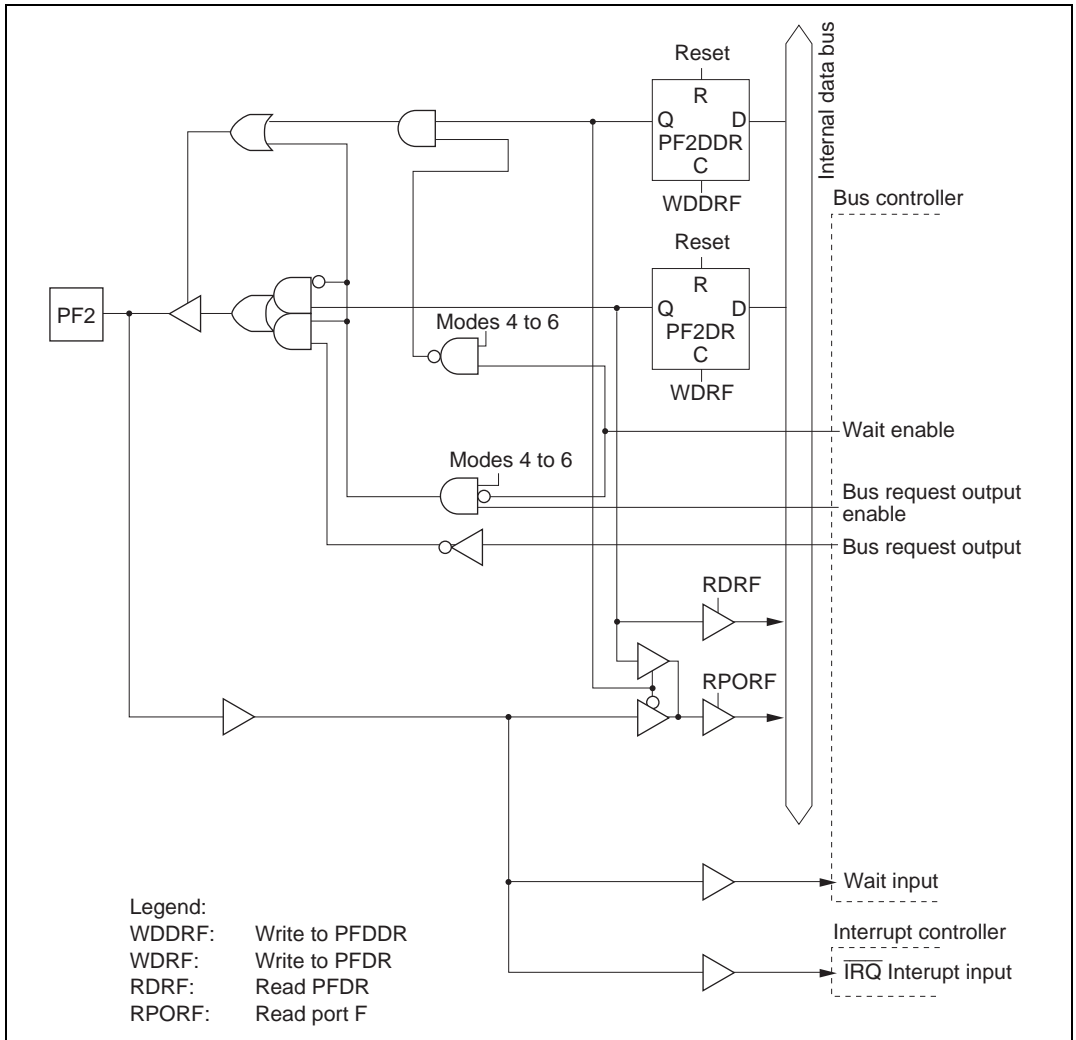 Reset
R
Q D
PF2DDR
C
WDDRF
Internal data bus
Bus controller
Reset
R
Q D
PF2DR
C
WDRF
PF2
Modes 4 to 6
Wait enable
Modes 4 to 6
Bus request output
enable
Bus request output
RDRF
RPORF
Wait input
Legend:
WDDRF: Write to PFDDR
WDRF: Write to PFDR
RDRF: Read PFDR
RPORF: Read port F
Interrupt controller
IRQ Interupt input